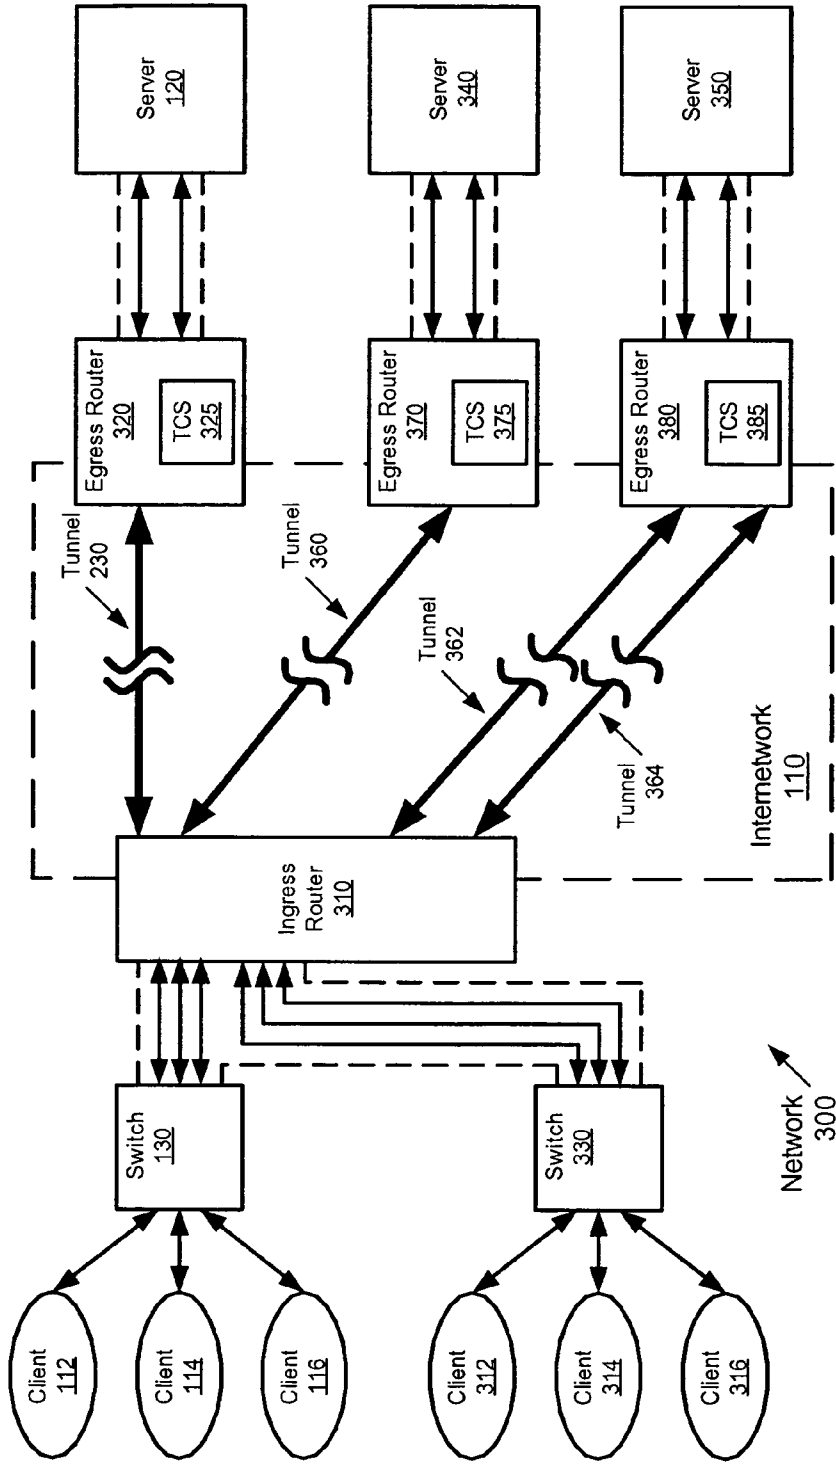 Client
112
Client
114
Client
116
Client
312
Client
314
Client
316
Switch
130
Switch
330
Network
300
Ingress
Router
310
Internetwork
110
Tunnel
230
Tunnel
360
Tunnel
362
Tunnel
364
Egress Router
320
TCS
325
Egress Router
370
TCS
375
Egress Router
380
TCS
385
Server
120
Server
340
Server
350